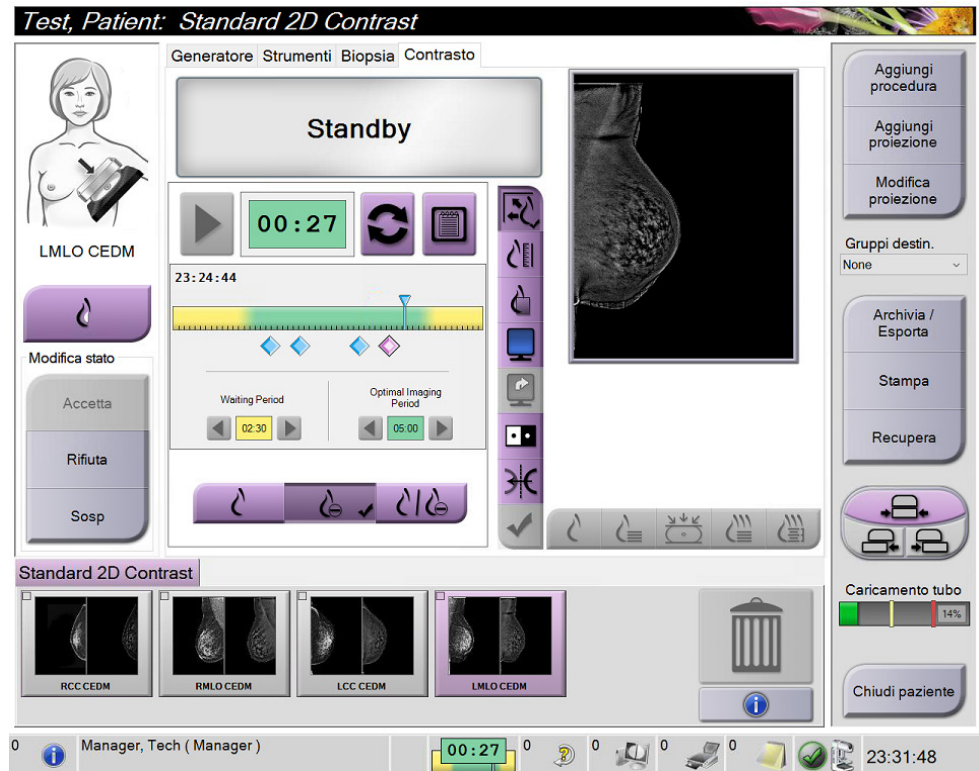 Test, Patient: Standard 2D Contrast
Generatore Strumenti Biopsia Contrasto
Standby
LMLO CEDM
00:27
23:24:44
Waiting Period
Optimal Imaging
Period
02:30
05:00
Modifica stato
Accetta
Rifiuta
Sosp
Aggiungi
procedura
Aggiungi
proiezione
Modifica
proiezione
Gruppi destin.
None
Archivia /
Esporta
Stampa
Recupera
Caricamento tubo
14%
Chiudi paziente
Standard 2D Contrast
RCC CEDM
RMLO CEDM
LCC CEDM
LMLO CEDM
0
Manager, Tech ( Manager )
00:27
0
0
0
0
23:31:48